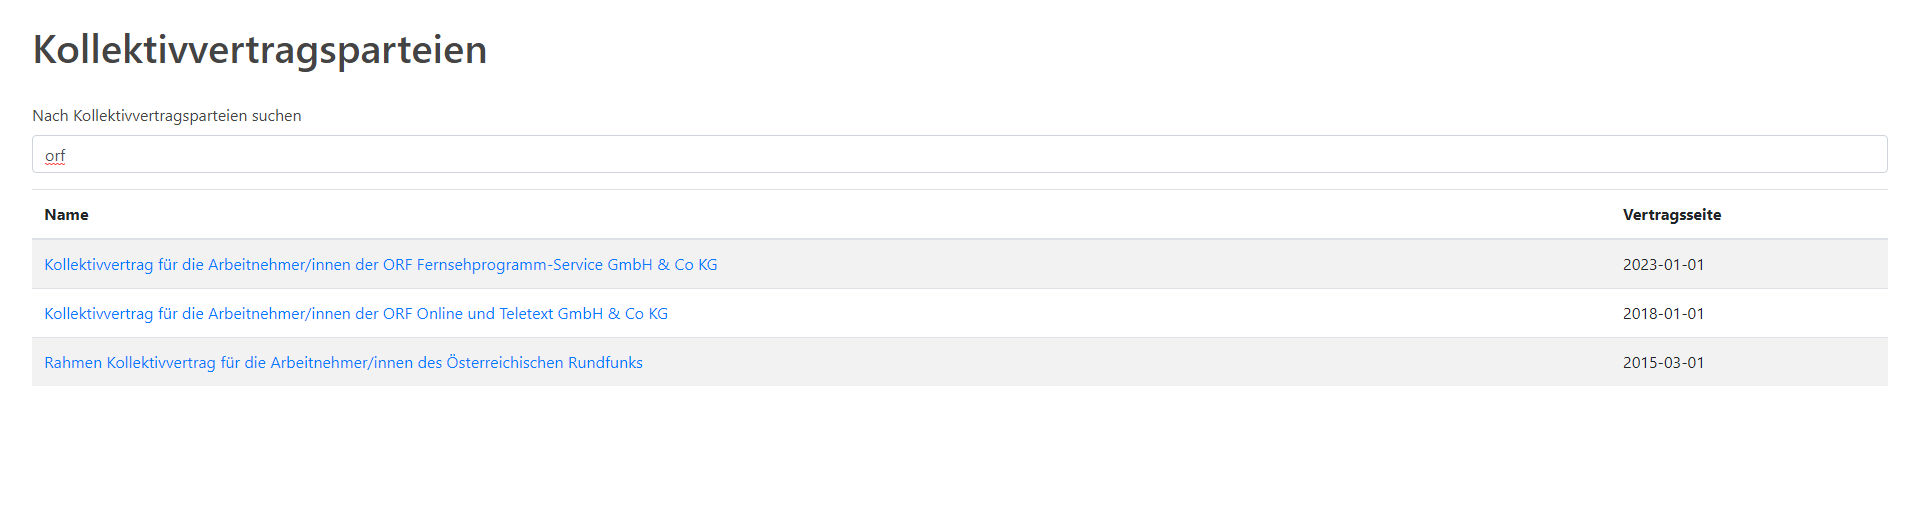 Kollektivvertragsparteien
Nach Kollektivvertragsparteien suchen
orf
Name Vertragsseite
Kollektivvertrag für die Arbeitnehmer/innen der ORF Fernsehprogramm-Service GmbH & Co KG 2023-01-01
Kollektivvertrag für die Arbeitnehmer/innen der ORF Online und Teletext GmbH & Co KG 2018-01-01
Rahmen Kollektivvertrag für die Arbeitnehmer/innen des Österreichischen Rundfunks 2015-03-01